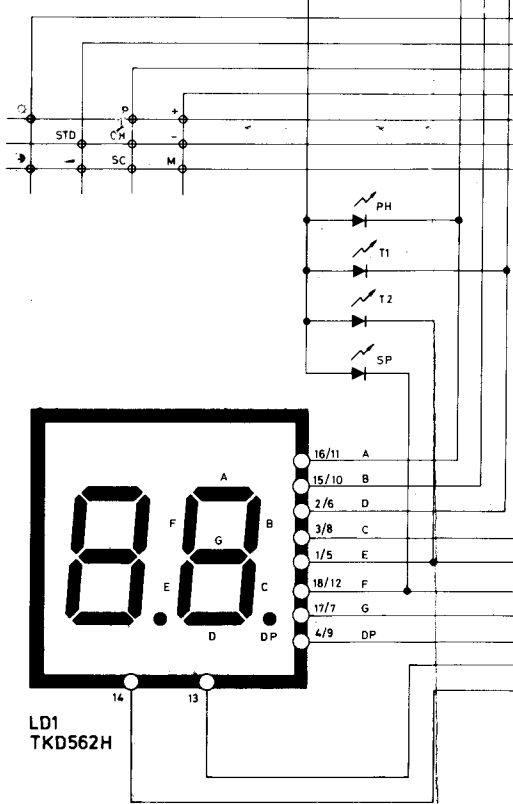 P +
STD CH -
SC M
PH
T1
T2
SP
16/11 A
15/10 B
2/6 D
3/8 C
1/5 E
18/12 F
17/7 G
4/9 DP
A
F B
G
E C
D DP
14 13
LD1
TKD562H